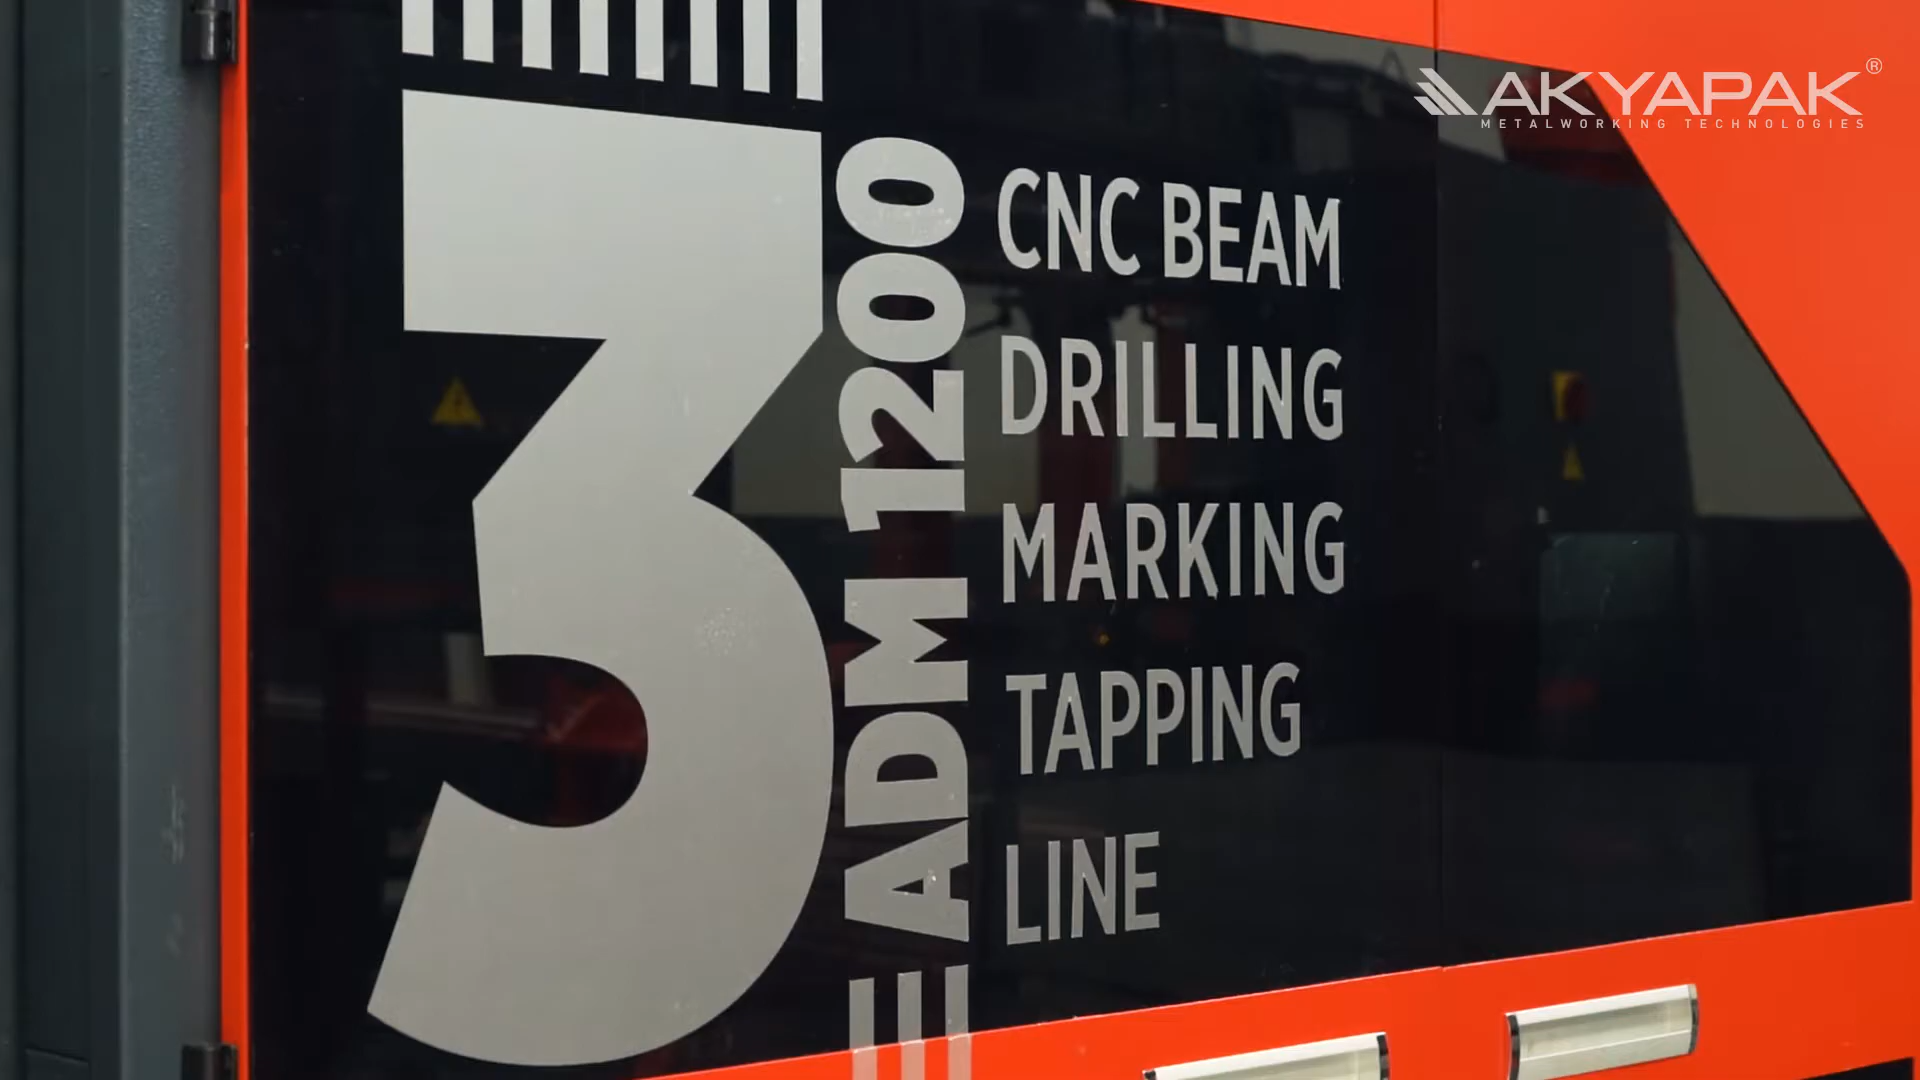 AKYAPAK®
METALWORKING TECHNOLOGIES
3
ADM 1200
CNC BEAM
DRILLING
MARKING
TAPPING
LINE